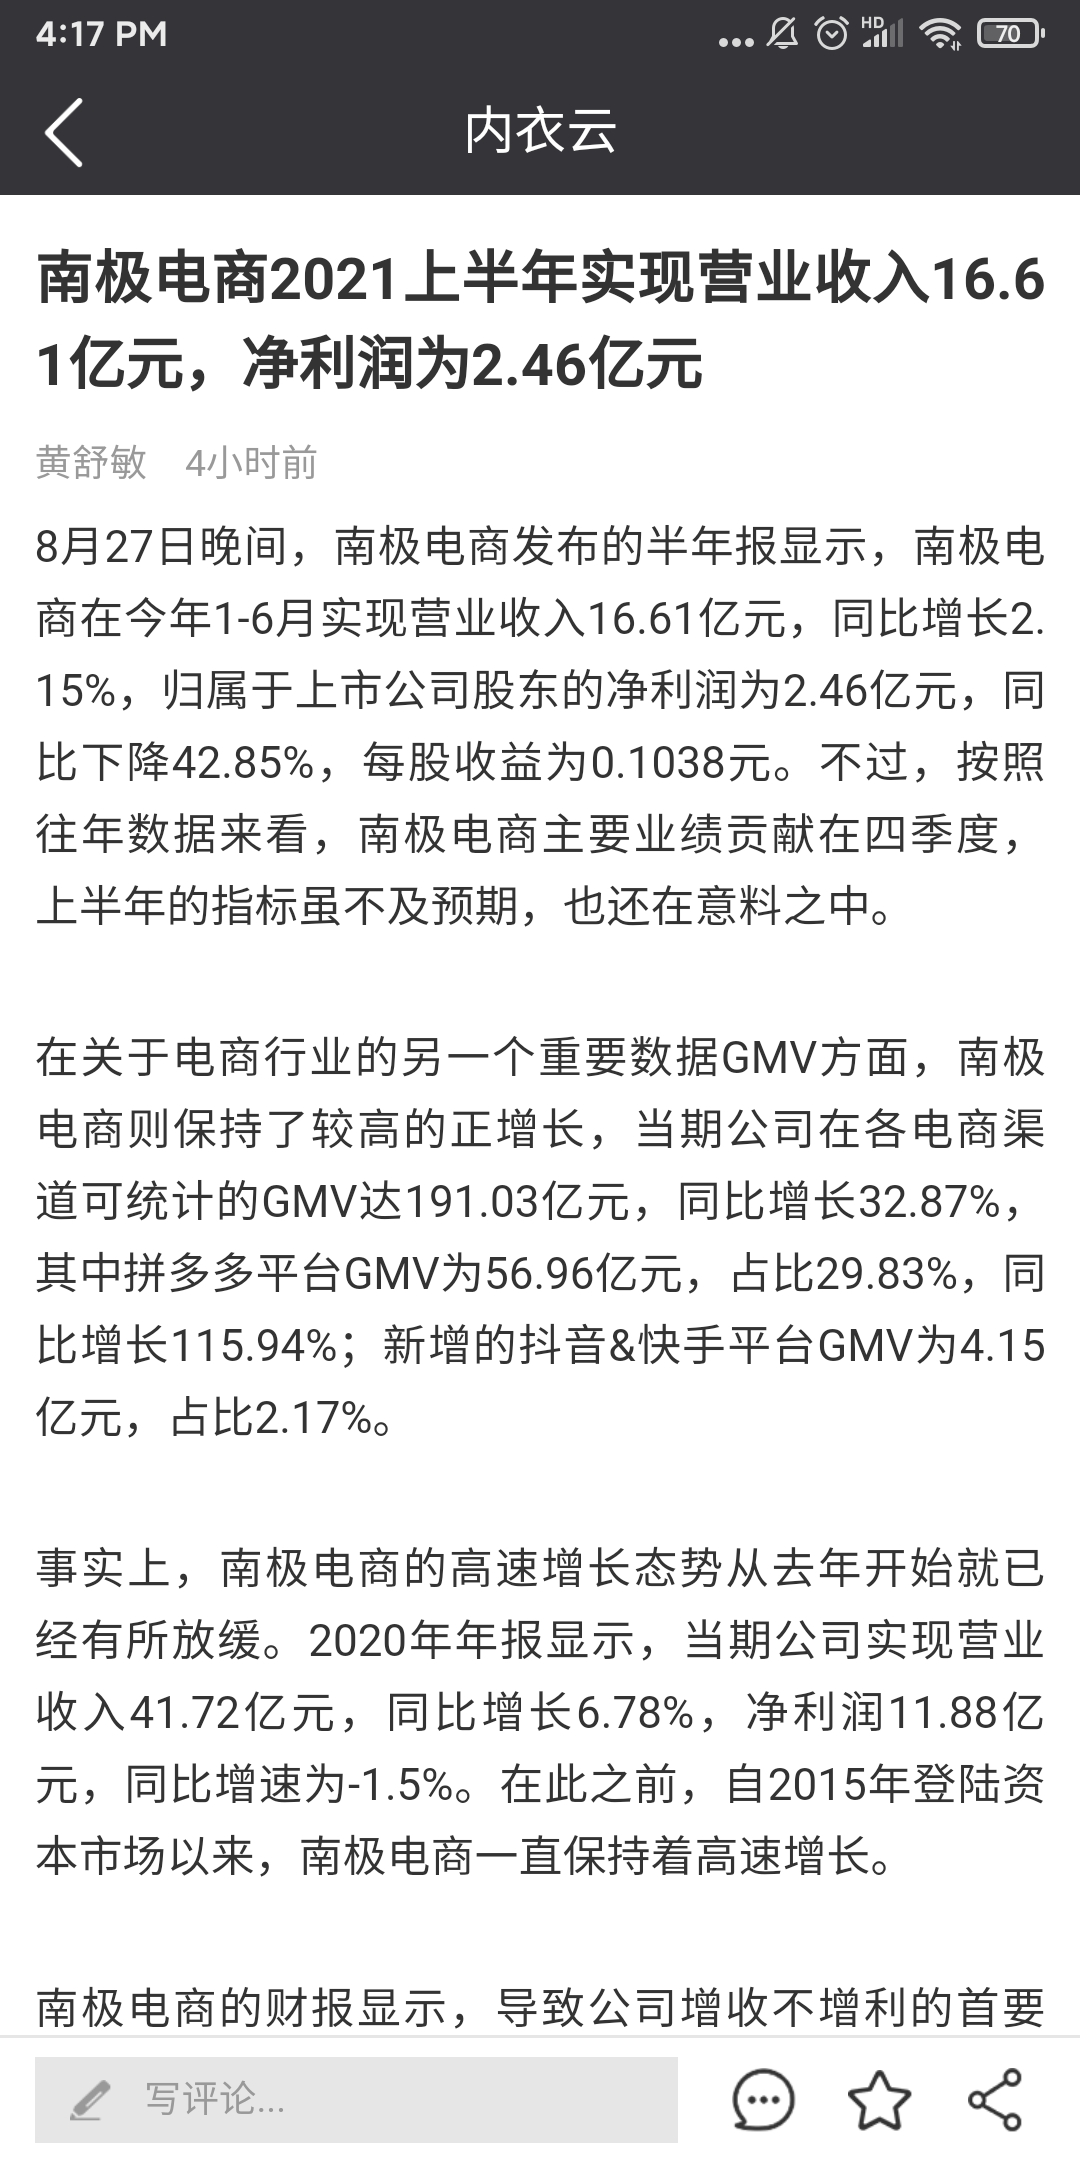 4:17 PM
HD
70
内衣云
南极电商2021上半年实现营业收入16.6
1亿元，净利润为2.46亿元
黄舒敏 4小时前
8月27日晚间，南极电商发布的半年报显示，南极电
商在今年1-6月实现营业收入16.61亿元，同比增长2.
15%，归属于上市公司股东的净利润为2.46亿元，同
比下降42.85%，每股收益为0.1038元。不过，按照
往年数据来看，南极电商主要业绩贡献在四季度，
上半年的指标虽不及预期，也还在意料之中。
在关于电商行业的另一个重要数据GMV方面，南极
电商则保持了较高的正增长，当期公司在各电商渠
道可统计的GMV达191.03亿元，同比增长32.87%，
其中拼多多平台GMV为56.96亿元，占比29.83%，同
比增长115.94%；新增的抖音&快手平台GMV为4.15
亿元，占比2.17%。
事实上，南极电商的高速增长态势从去年开始就已
经有所放缓。2020年年报显示，当期公司实现营业
收入41.72亿元，同比增长6.78%，净利润11.88亿
元，同比增速为-1.5%。在此之前，自2015年登陆资
本市场以来，南极电商一直保持着高速增长。
南极电商的财报显示，导致公司增收不增利的首要
写评论...